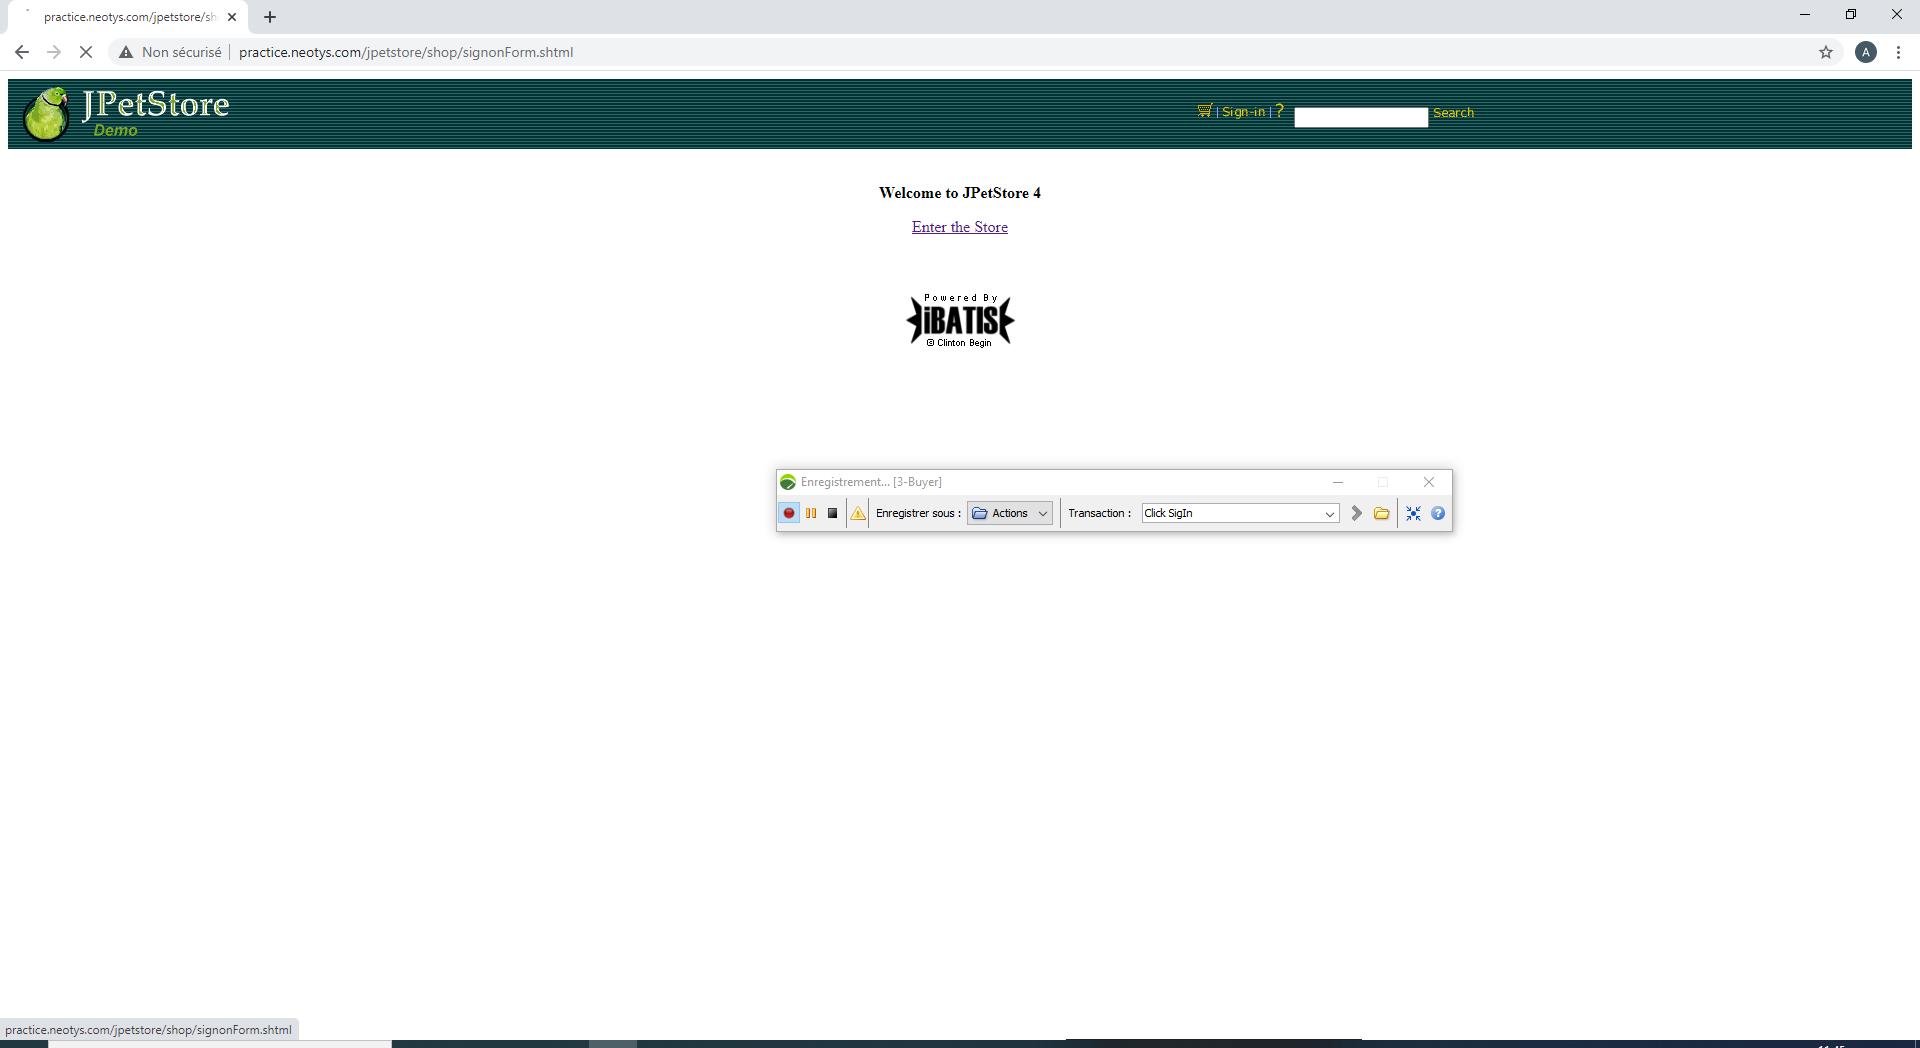 practice.neotys.com/jpetstore/sh
Non sécurisé practice.neotys.com/jpetstore/shop/signonForm.shtml
A
JPetStore
Demo
| Sign-in | ? Search
Welcome to JPetStore 4
Enter the Store
Powered By
iBATIS
© Clinton Begin
Enregistrement... [3-Buyer]
Enregistrer sous : Actions Transaction : Click SigIn
practice.neotys.com/jpetstore/shop/signonForm.shtml